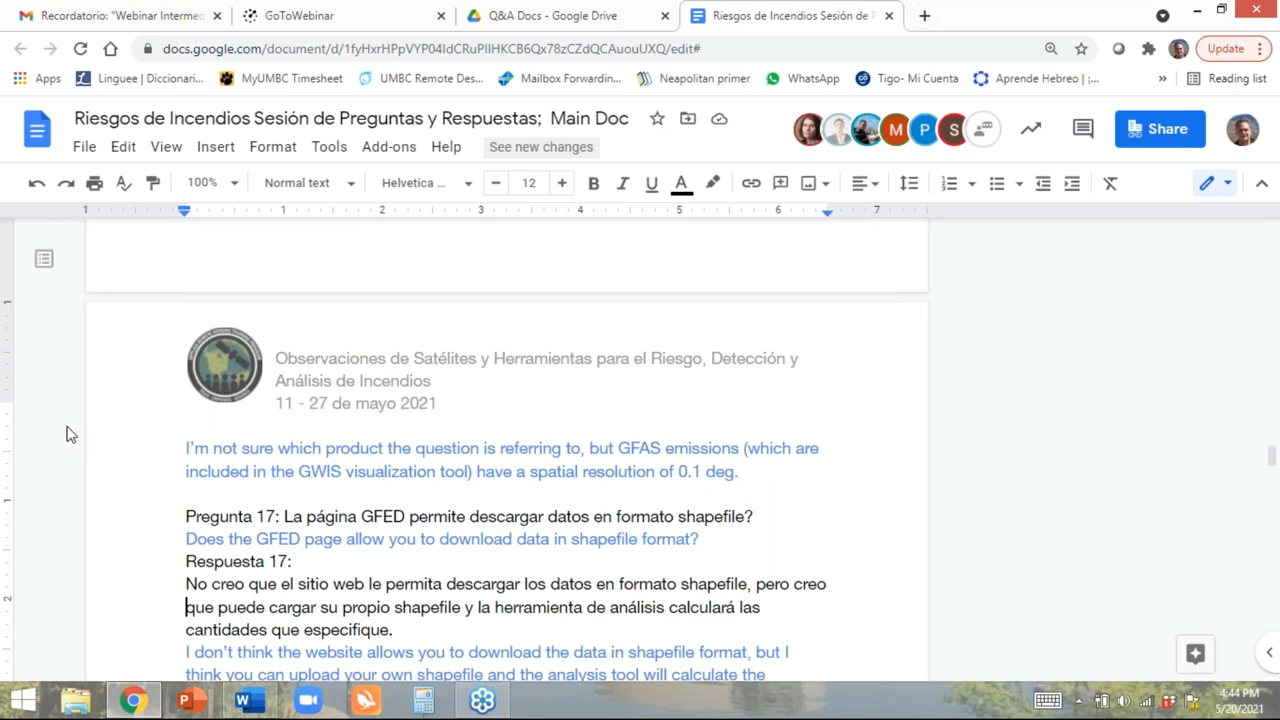 Recordatorio: "Webinar Intermed
GoToWebinar
Q&A Docs - Google Drive
Riesgos de Incendios Sesión de P
docs.google.com/document/d/1fyHxrHPpVYP04IdCRuPIIHKCB6Qx78zCZdQCAuouUXQ/edit#
Update
Apps
Linguee | Diccionari...
MyUMBC Timesheet
UMBC Remote Des...
Mailbox Forwardin...
Neapolitan primer
WhatsApp
Tigo- Mi Cuenta
Aprende Hebreo | ¡...
»
Reading list
Riesgos de Incendios Sesión de Preguntas y Respuestas; Main Doc
M P S
Share
File Edit View Insert Format Tools Add-ons Help See new changes
100% Normal text Helvetica ... 12 B I U A
1 1 2 3 4 5 6 7
Observaciones de Satélites y Herramientas para el Riesgo, Detección y
Análisis de Incendios
11 - 27 de mayo 2021
I'm not sure which product the question is referring to, but GFAS emissions (which are
included in the GWIS visualization tool) have a spatial resolution of 0.1 deg.
Pregunta 17: La página GFED permite descargar datos en formato shapefile?
Does the GFED page allow you to download data in shapefile format?
Respuesta 17:
No creo que el sitio web le permita descargar los datos en formato shapefile, pero creo
que puede cargar su propio shapefile y la herramienta de análisis calculará las
cantidades que especifique.
I don't think the website allows you to download the data in shapefile format, but I
think you can upload your own shapefile and the analysis tool will calculate the
4:44 PM
5/20/2021